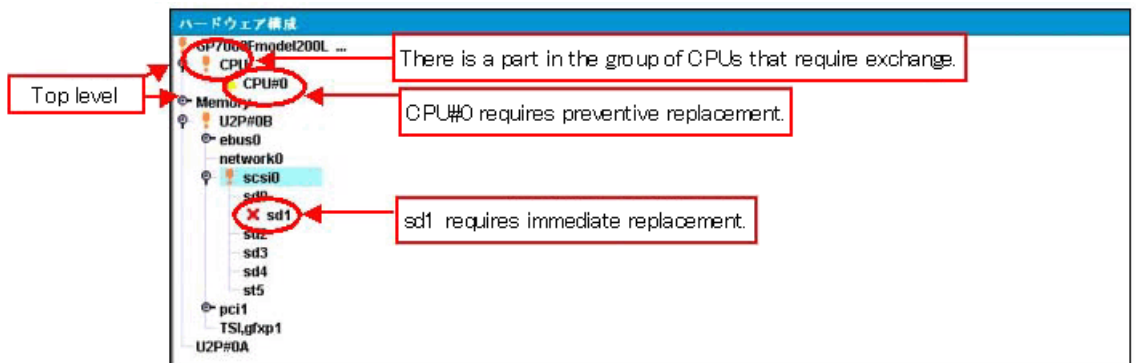 ハードウェア構成
GP7000Fmodel200L ...
CPU
There is a part in the group of CPUs that require exchange.
CPU#0
Top level
Memory
CPU#0 requires preventive replacement.
U2P#0B
ebus0
network0
scsi0
sd0
sd1
sd1 requires immediate replacement.
sd2
sd3
sd4
st5
pci1
TSI,gfxp1
U2P#0A